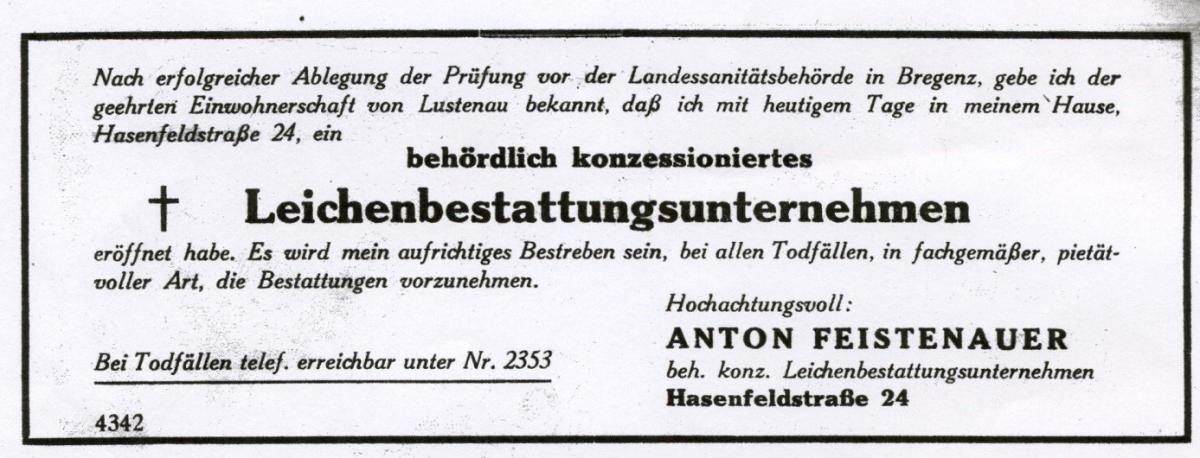 Nach erfolgreicher Ablegung der Prüfung vor der Landessanitätsbehörde in Bregenz, gebe ich der
geehrten Einwohnerschaft von Lustenau bekannt, daß ich mit heutigem Tage in meinem Hause,
Hasenfeldstraße 24, ein
behördlich konzessioniertes
† Leichenbestattungsunternehmen
eröffnet habe. Es wird mein aufrichtiges Bestreben sein, bei allen Todfällen, in fachgemäßer, pietät-
voller Art, die Bestattungen vorzunehmen.
Hochachtungsvoll:
ANTON FEISTENAUER
beh. konz. Leichenbestattungsunternehmen
Hasenfeldstraße 24
Bei Todfällen telef. erreichbar unter Nr. 2353
4342